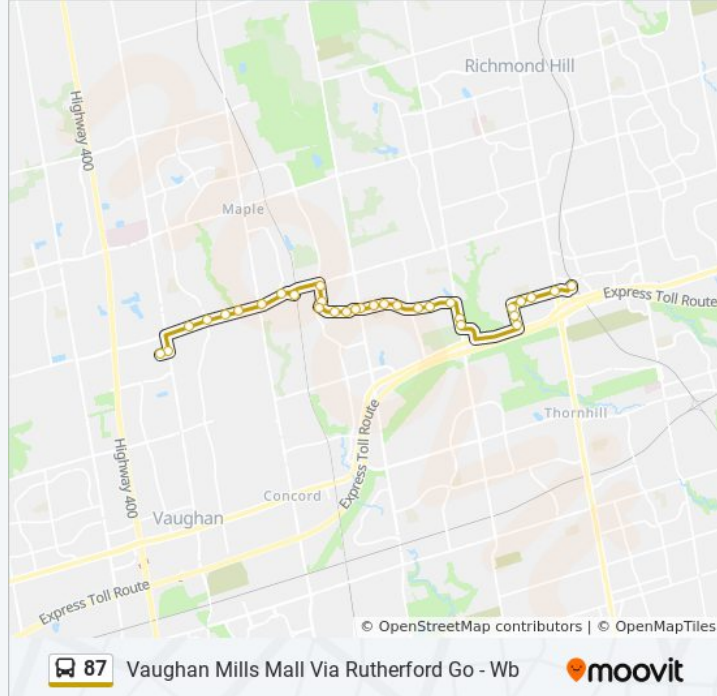 Richmond Hill
Highway 400
Maple
Express Toll Route
Thornhill
Express Toll Route
Highway 400
Concord
Vaughan
Express Toll Route
© OpenStreetMap contributors | © OpenMapTiles
87 Vaughan Mills Mall Via Rutherford Go - Wb moovit